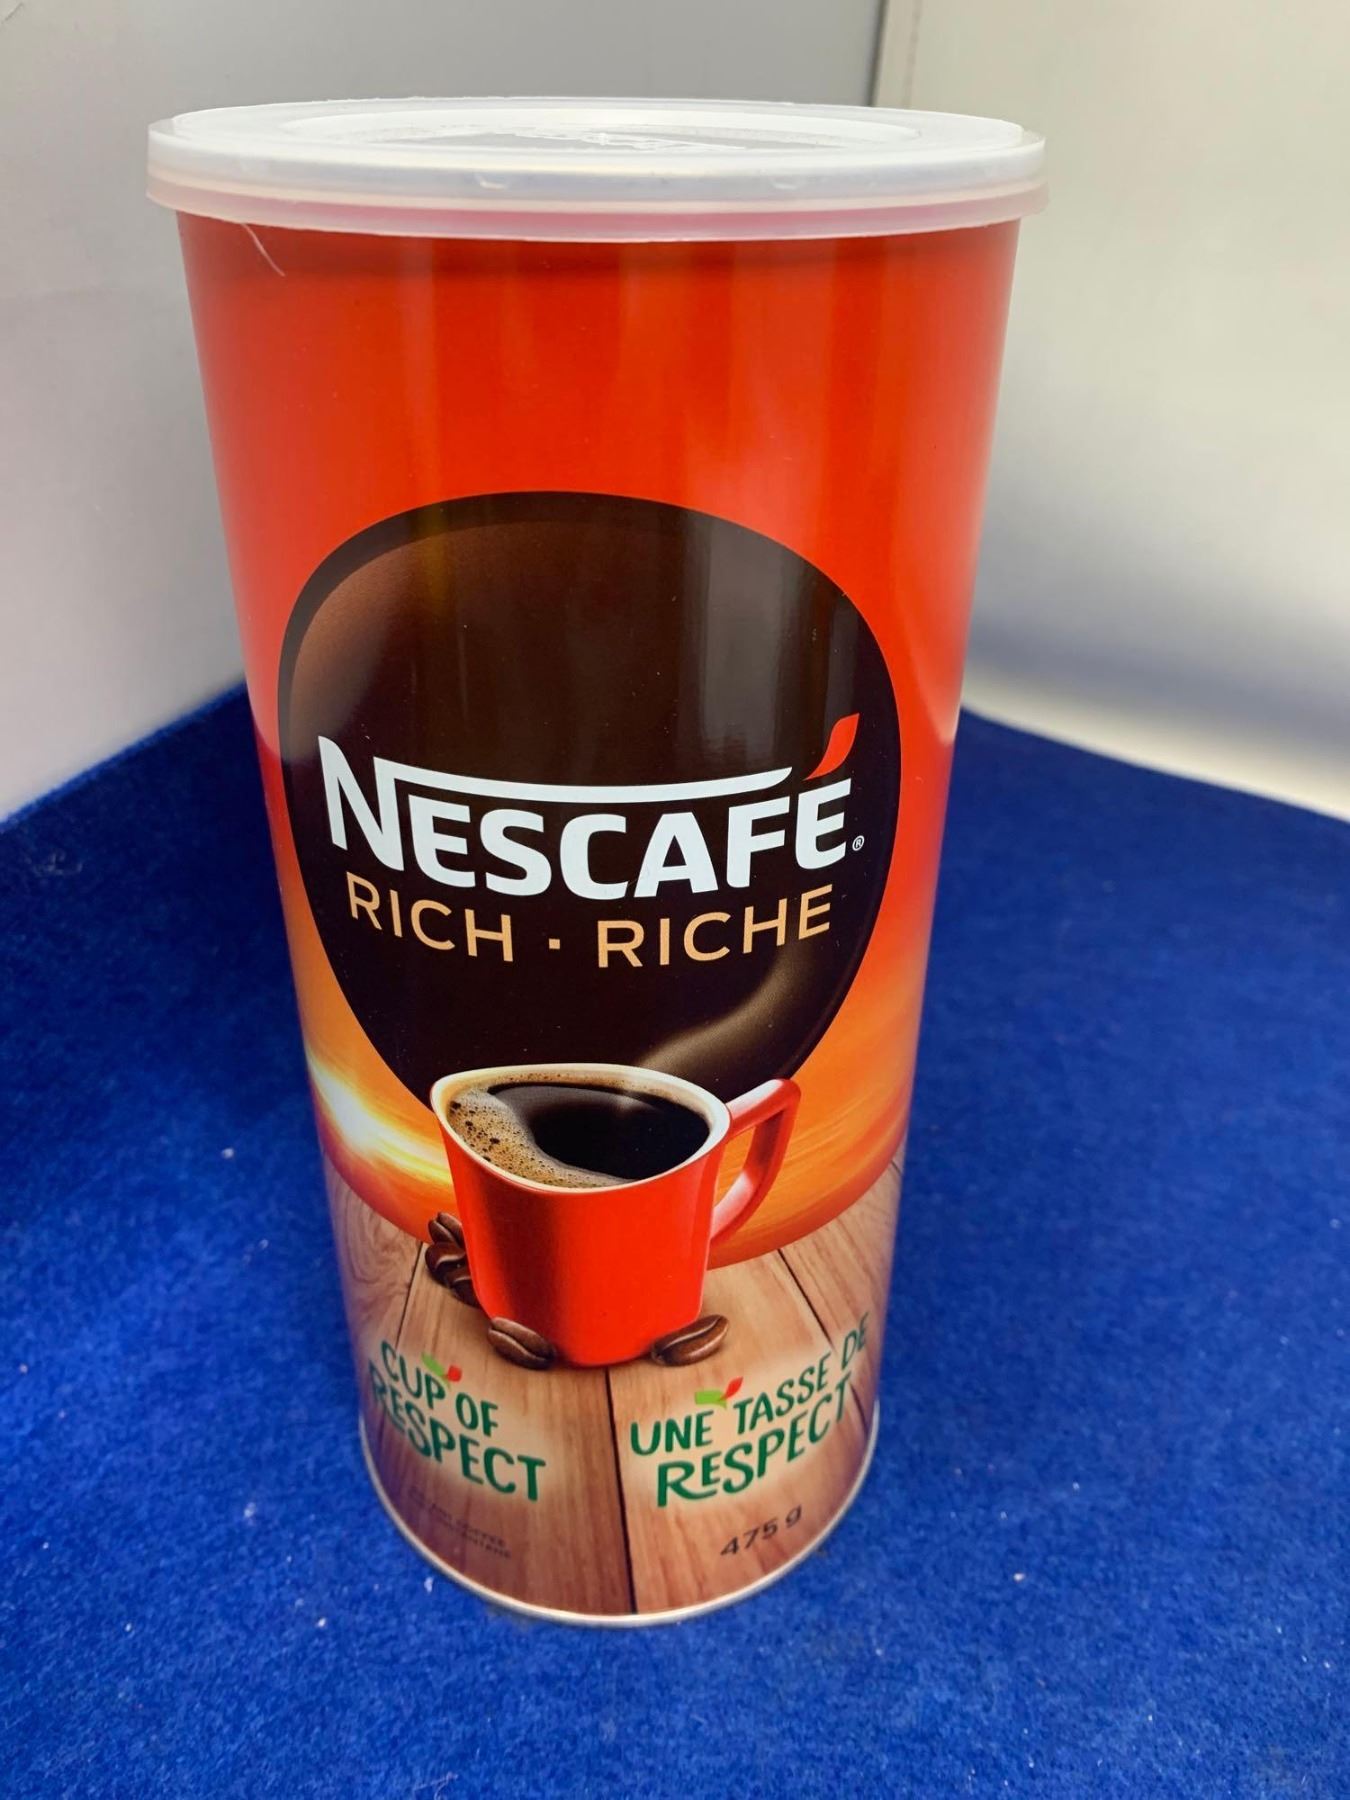 NESCAFÉ®
RICH · RICHE
CUP OF
RESPECT
UNE TASSE DE
RESPECT
475 g